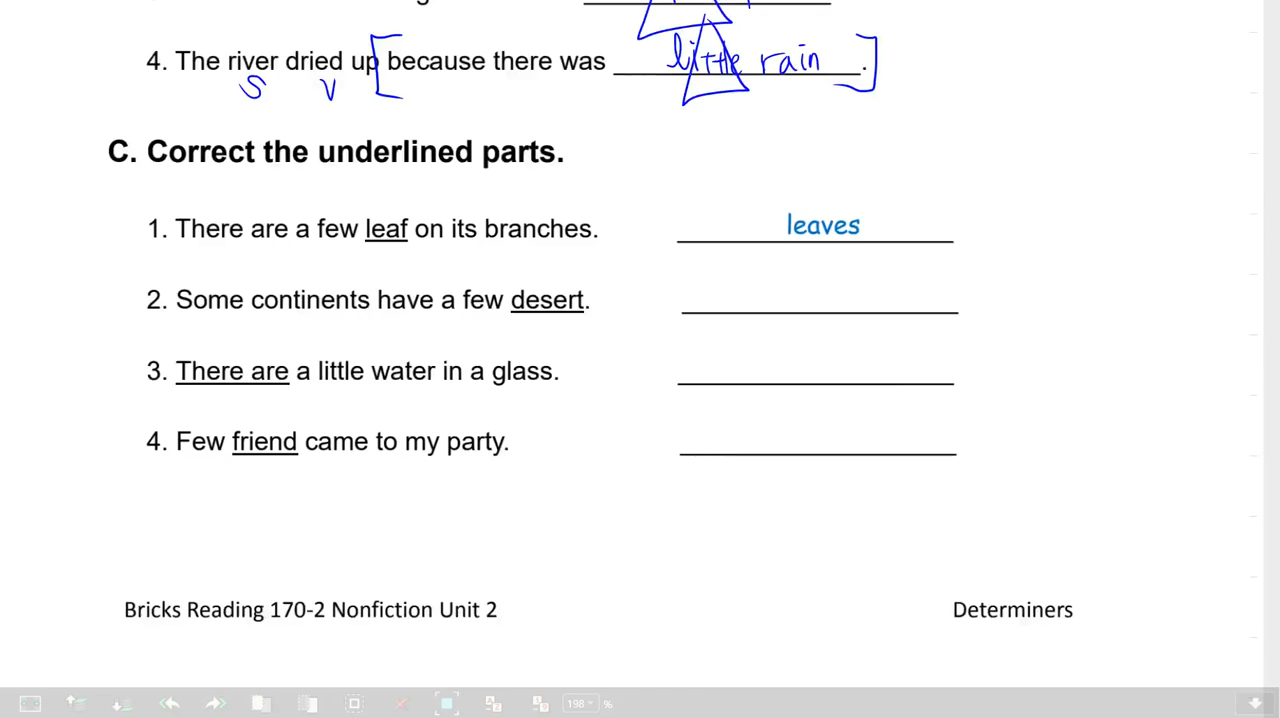 4. The river dried up [because there was little rain.]
S V
C. Correct the underlined parts.
1. There are a few leaf on its branches. leaves
2. Some continents have a few desert.
3. There are a little water in a glass.
4. Few friend came to my party.
Bricks Reading 170-2 Nonfiction Unit 2 Determiners
198 %